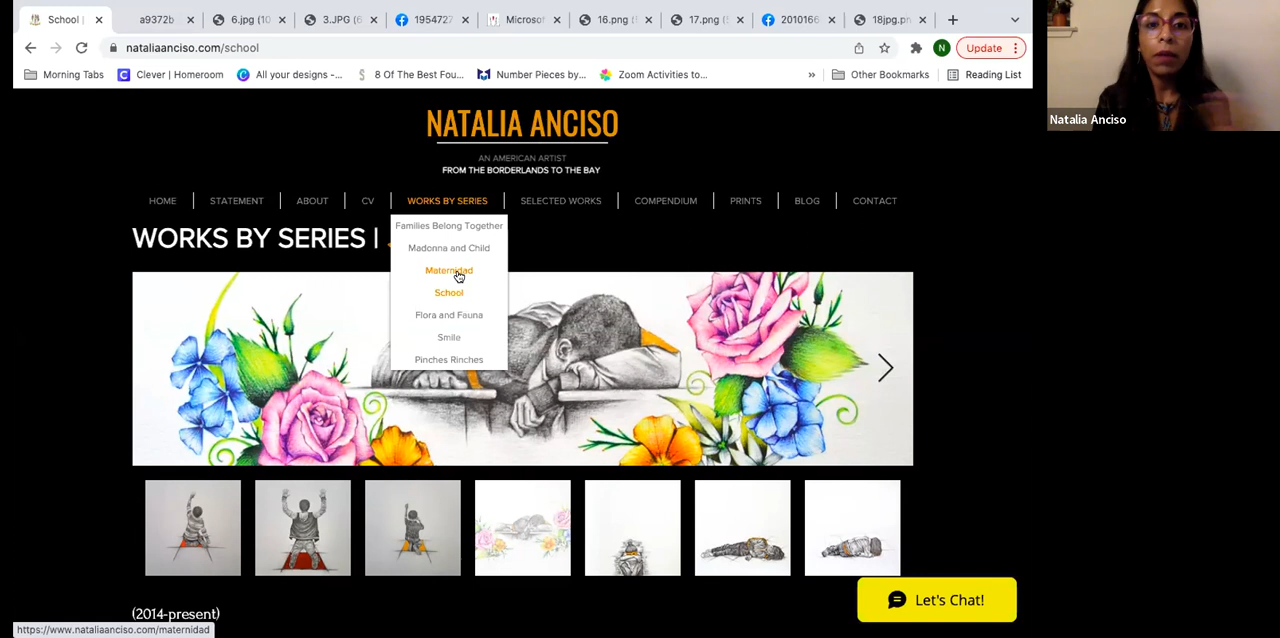 School |
a9372b
6.jpg (10
3.JPG (6
1954727
Microsof
16.png (5
17.png (5
2010166
18jpg.pn
nataliaanciso.com/school
N
Update
Morning Tabs
Clever | Homeroom
All your designs -...
8 Of The Best Fou...
Number Pieces by...
Zoom Activities to...
»
Other Bookmarks
Reading List
Natalia Anciso
NATALIA ANCISO
AN AMERICAN ARTIST
FROM THE BORDERLANDS TO THE BAY
HOME
STATEMENT
ABOUT
CV
WORKS BY SERIES
SELECTED WORKS
COMPENDIUM
PRINTS
BLOG
CONTACT
WORKS BY SERIES |
Families Belong Together
Madonna and Child
Maternidad
School
Flora and Fauna
Smile
Pinches Rinches
(2014-present)
Let's Chat!
https://www.nataliaanciso.com/maternidad